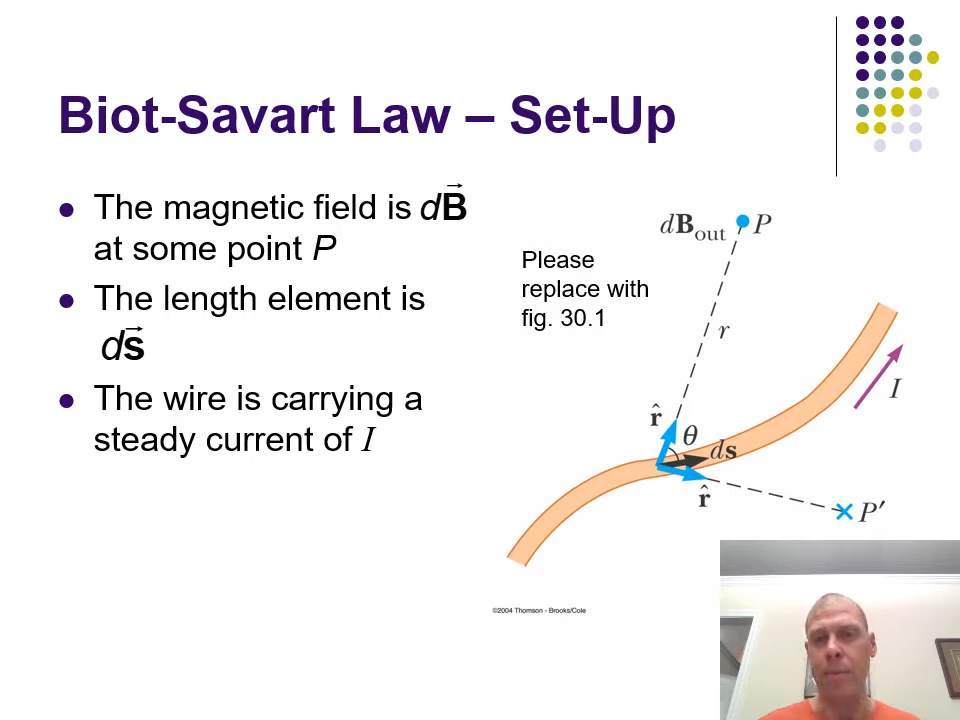 Biot-Savart Law – Set-Up
● The magnetic field is d𝐁⃗
at some point P
● The length element is
d𝐬⃗
● The wire is carrying a
steady current of I
Please
replace with
fig. 30.1
d𝐁out
P
r
I
r̂
θ
d𝐬
r̂
P′
©2004 Thomson - Brooks/Cole